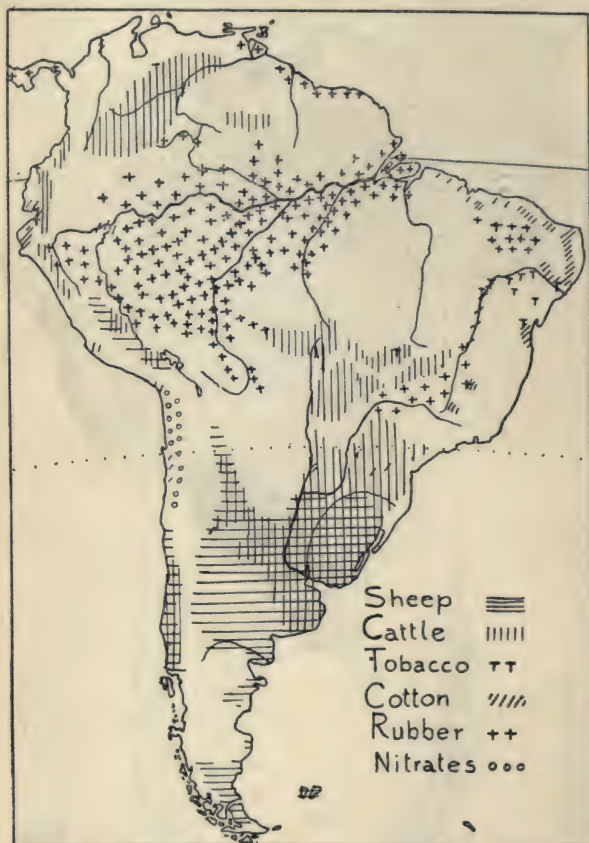 Sheep
Cattle
Tobacco TT
Cotton
Rubber ++
Nitrates ooo